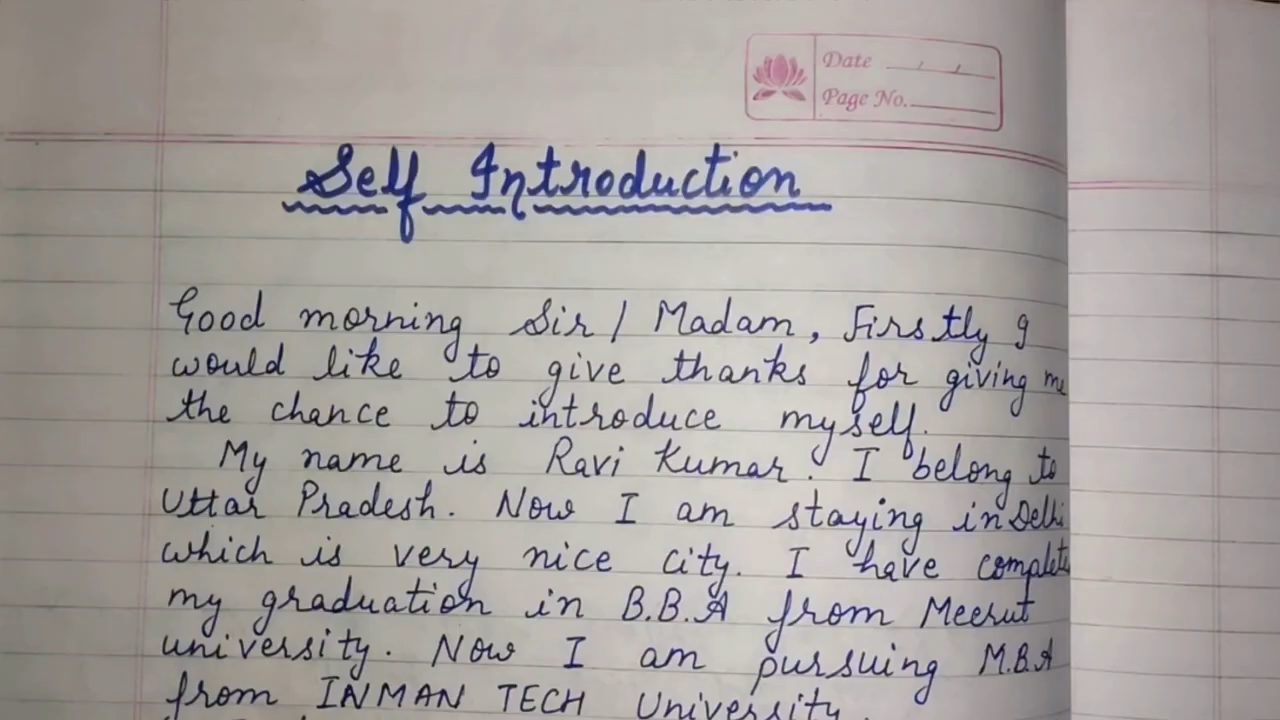 Date
Page No.
Self Introduction
Good morning Sir / Madam, Firstly I
would like to give thanks for giving me
the chance to introduce myself.
My name is Ravi Kumar. I belong to
Uttar Pradesh. Now I am staying in Delhi
which is very nice city. I have complete
my graduation in B.B.A from Meerut
university. Now I am pursuing M.B.A
from INMAN TECH University.